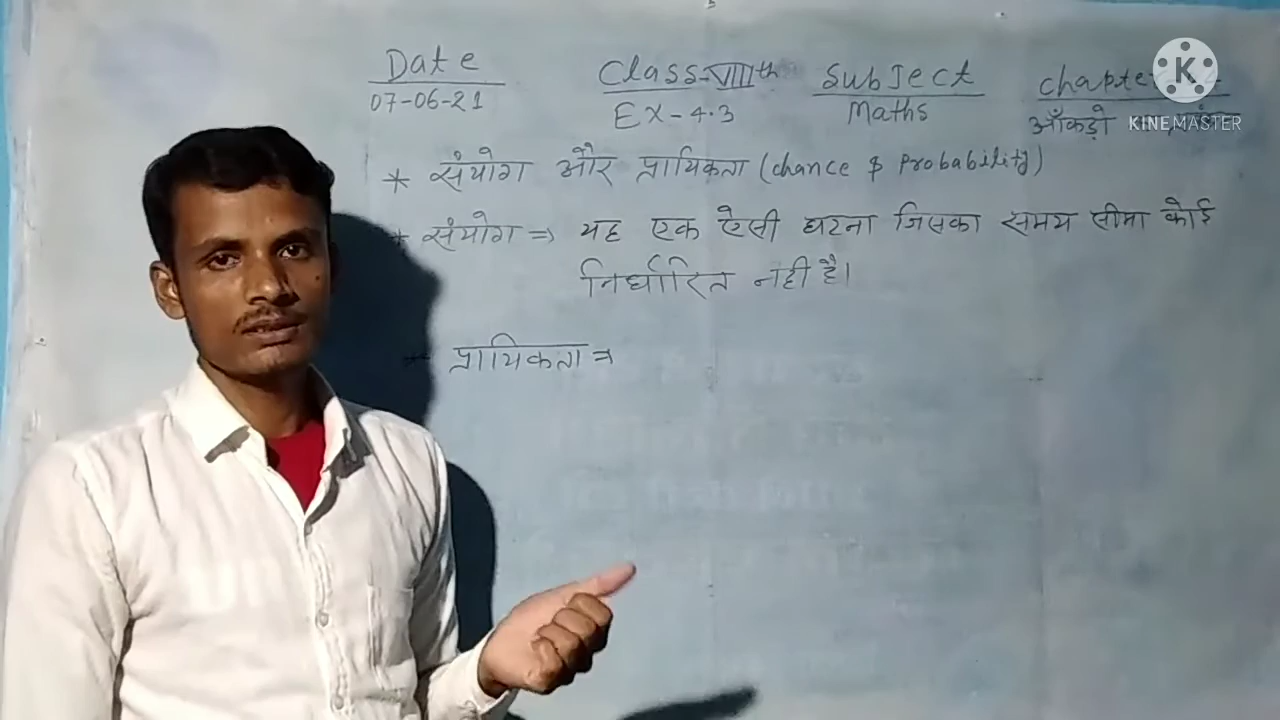 Date Class-VIIIth Subject chapte
07-06-21 Ex-4.3 Maths आँकड़ो
KINEMASTER
* संयोग और प्रायिकता (chance & probability)
* संयोग ⇒ यह एक ऐसी घटना जिसका समय सीमा कोई
निर्धारित नही है।
* प्रायिकता ⇒